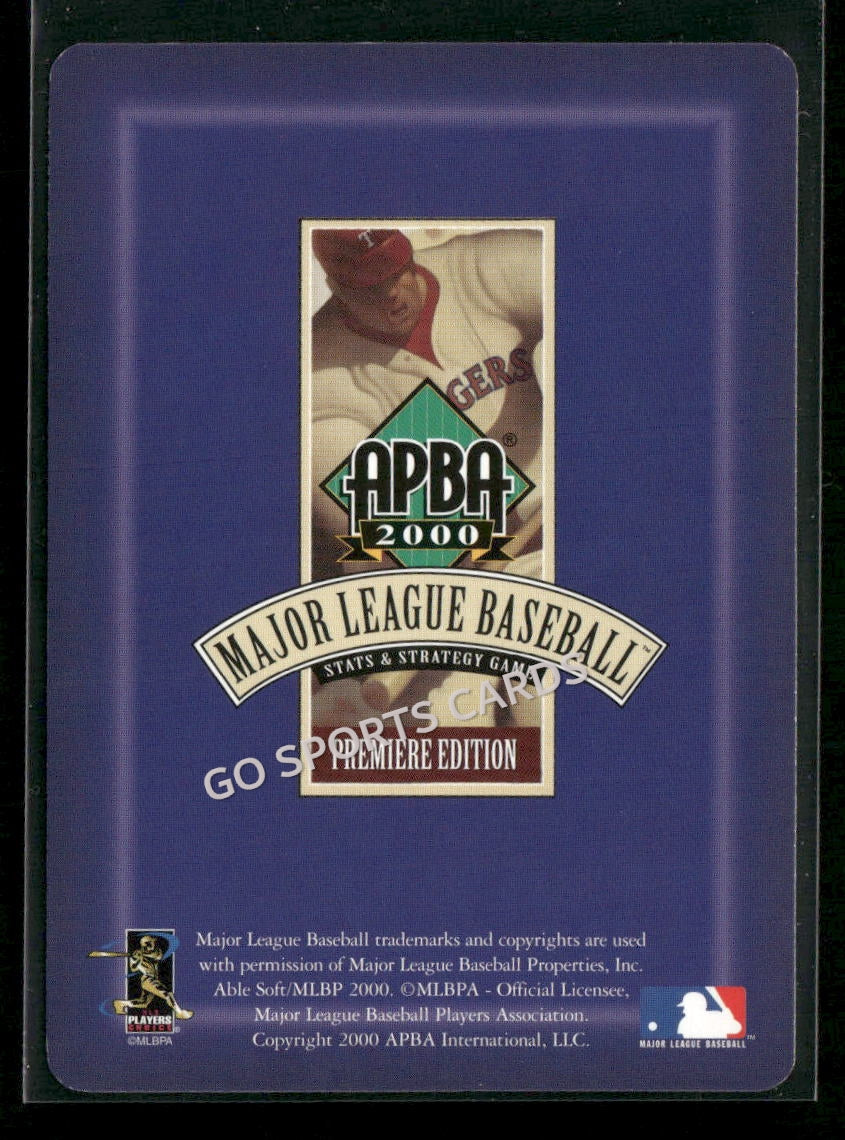 T
GERS
APBA®
2000
MAJOR LEAGUE BASEBALL™
STATS & STRATEGY GAME
GO SPORTS CARDS
PREMIERE EDITION
Major League Baseball trademarks and copyrights are used
with permission of Major League Baseball Properties, Inc.
Able Soft/MLBP 2000. ©MLBPA - Official Licensee,
Major League Baseball Players Association.
Copyright 2000 APBA International, LLC.
PLAYERS
CHOICE®
©MLBPA
MAJOR LEAGUE BASEBALL™